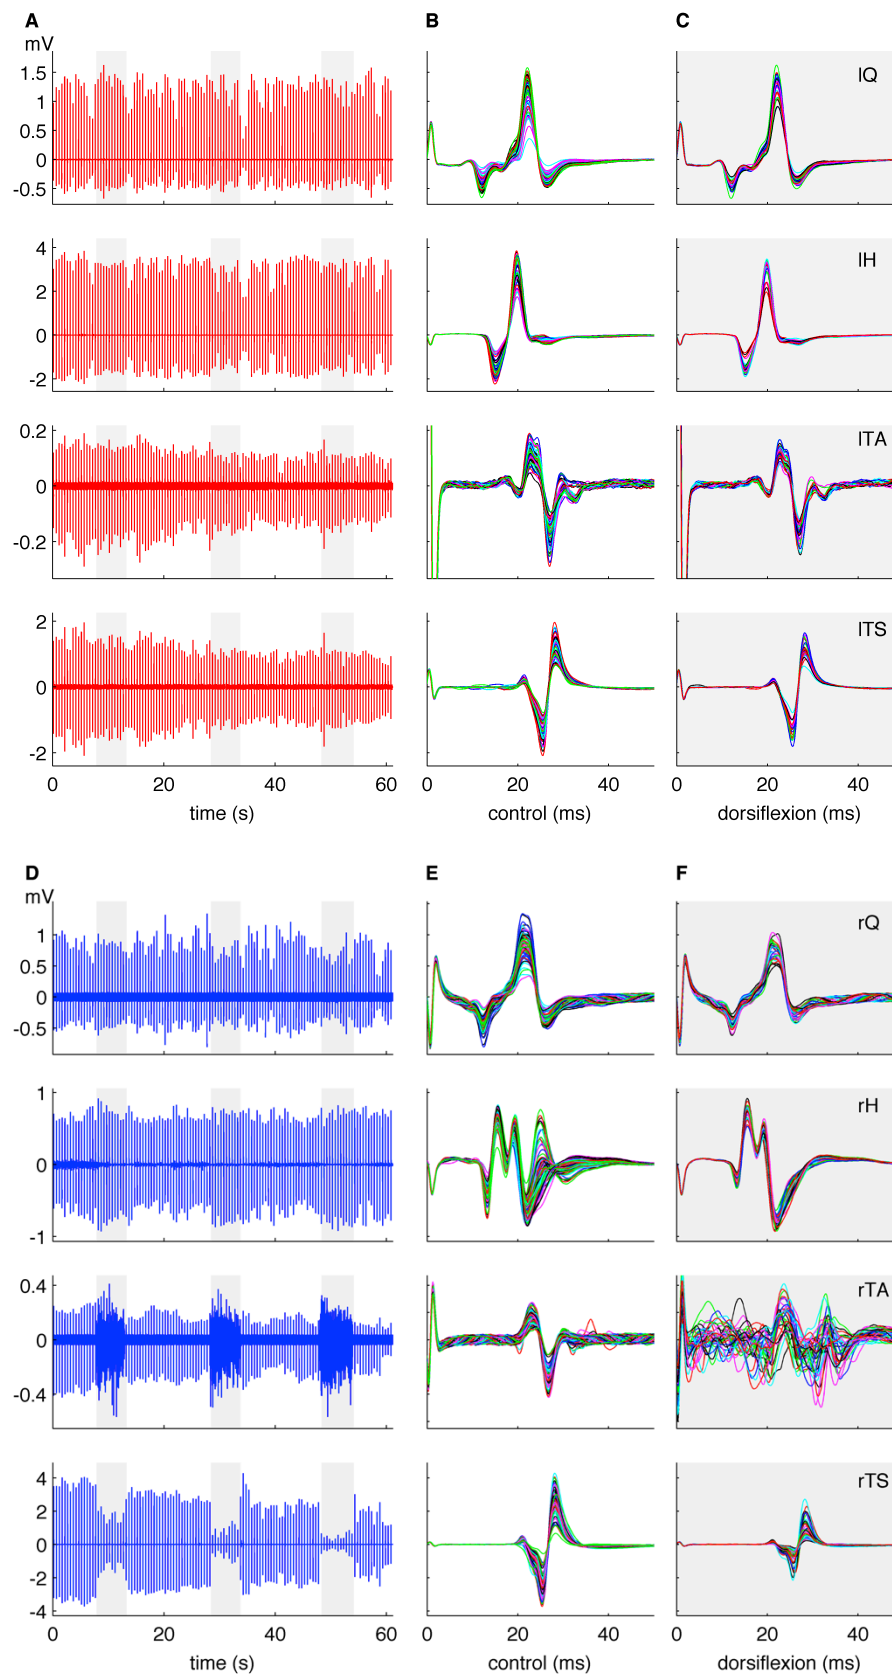 A B C
mV
1.5
1
0.5
0
-0.5
lQ
4
2
0
-2
lH
0.2
0
-0.2
lTA
2
0
-2
lTS
0 20 40 60 0 20 40 0 20 40
time (s) control (ms) dorsiflexion (ms)
D E F
mV
1
0.5
0
-0.5
rQ
1
0
-1
rH
0.4
0
-0.4
rTA
4
2
0
-2
-4
rTS
0 20 40 60 0 20 40 0 20 40
time (s) control (ms) dorsiflexion (ms)